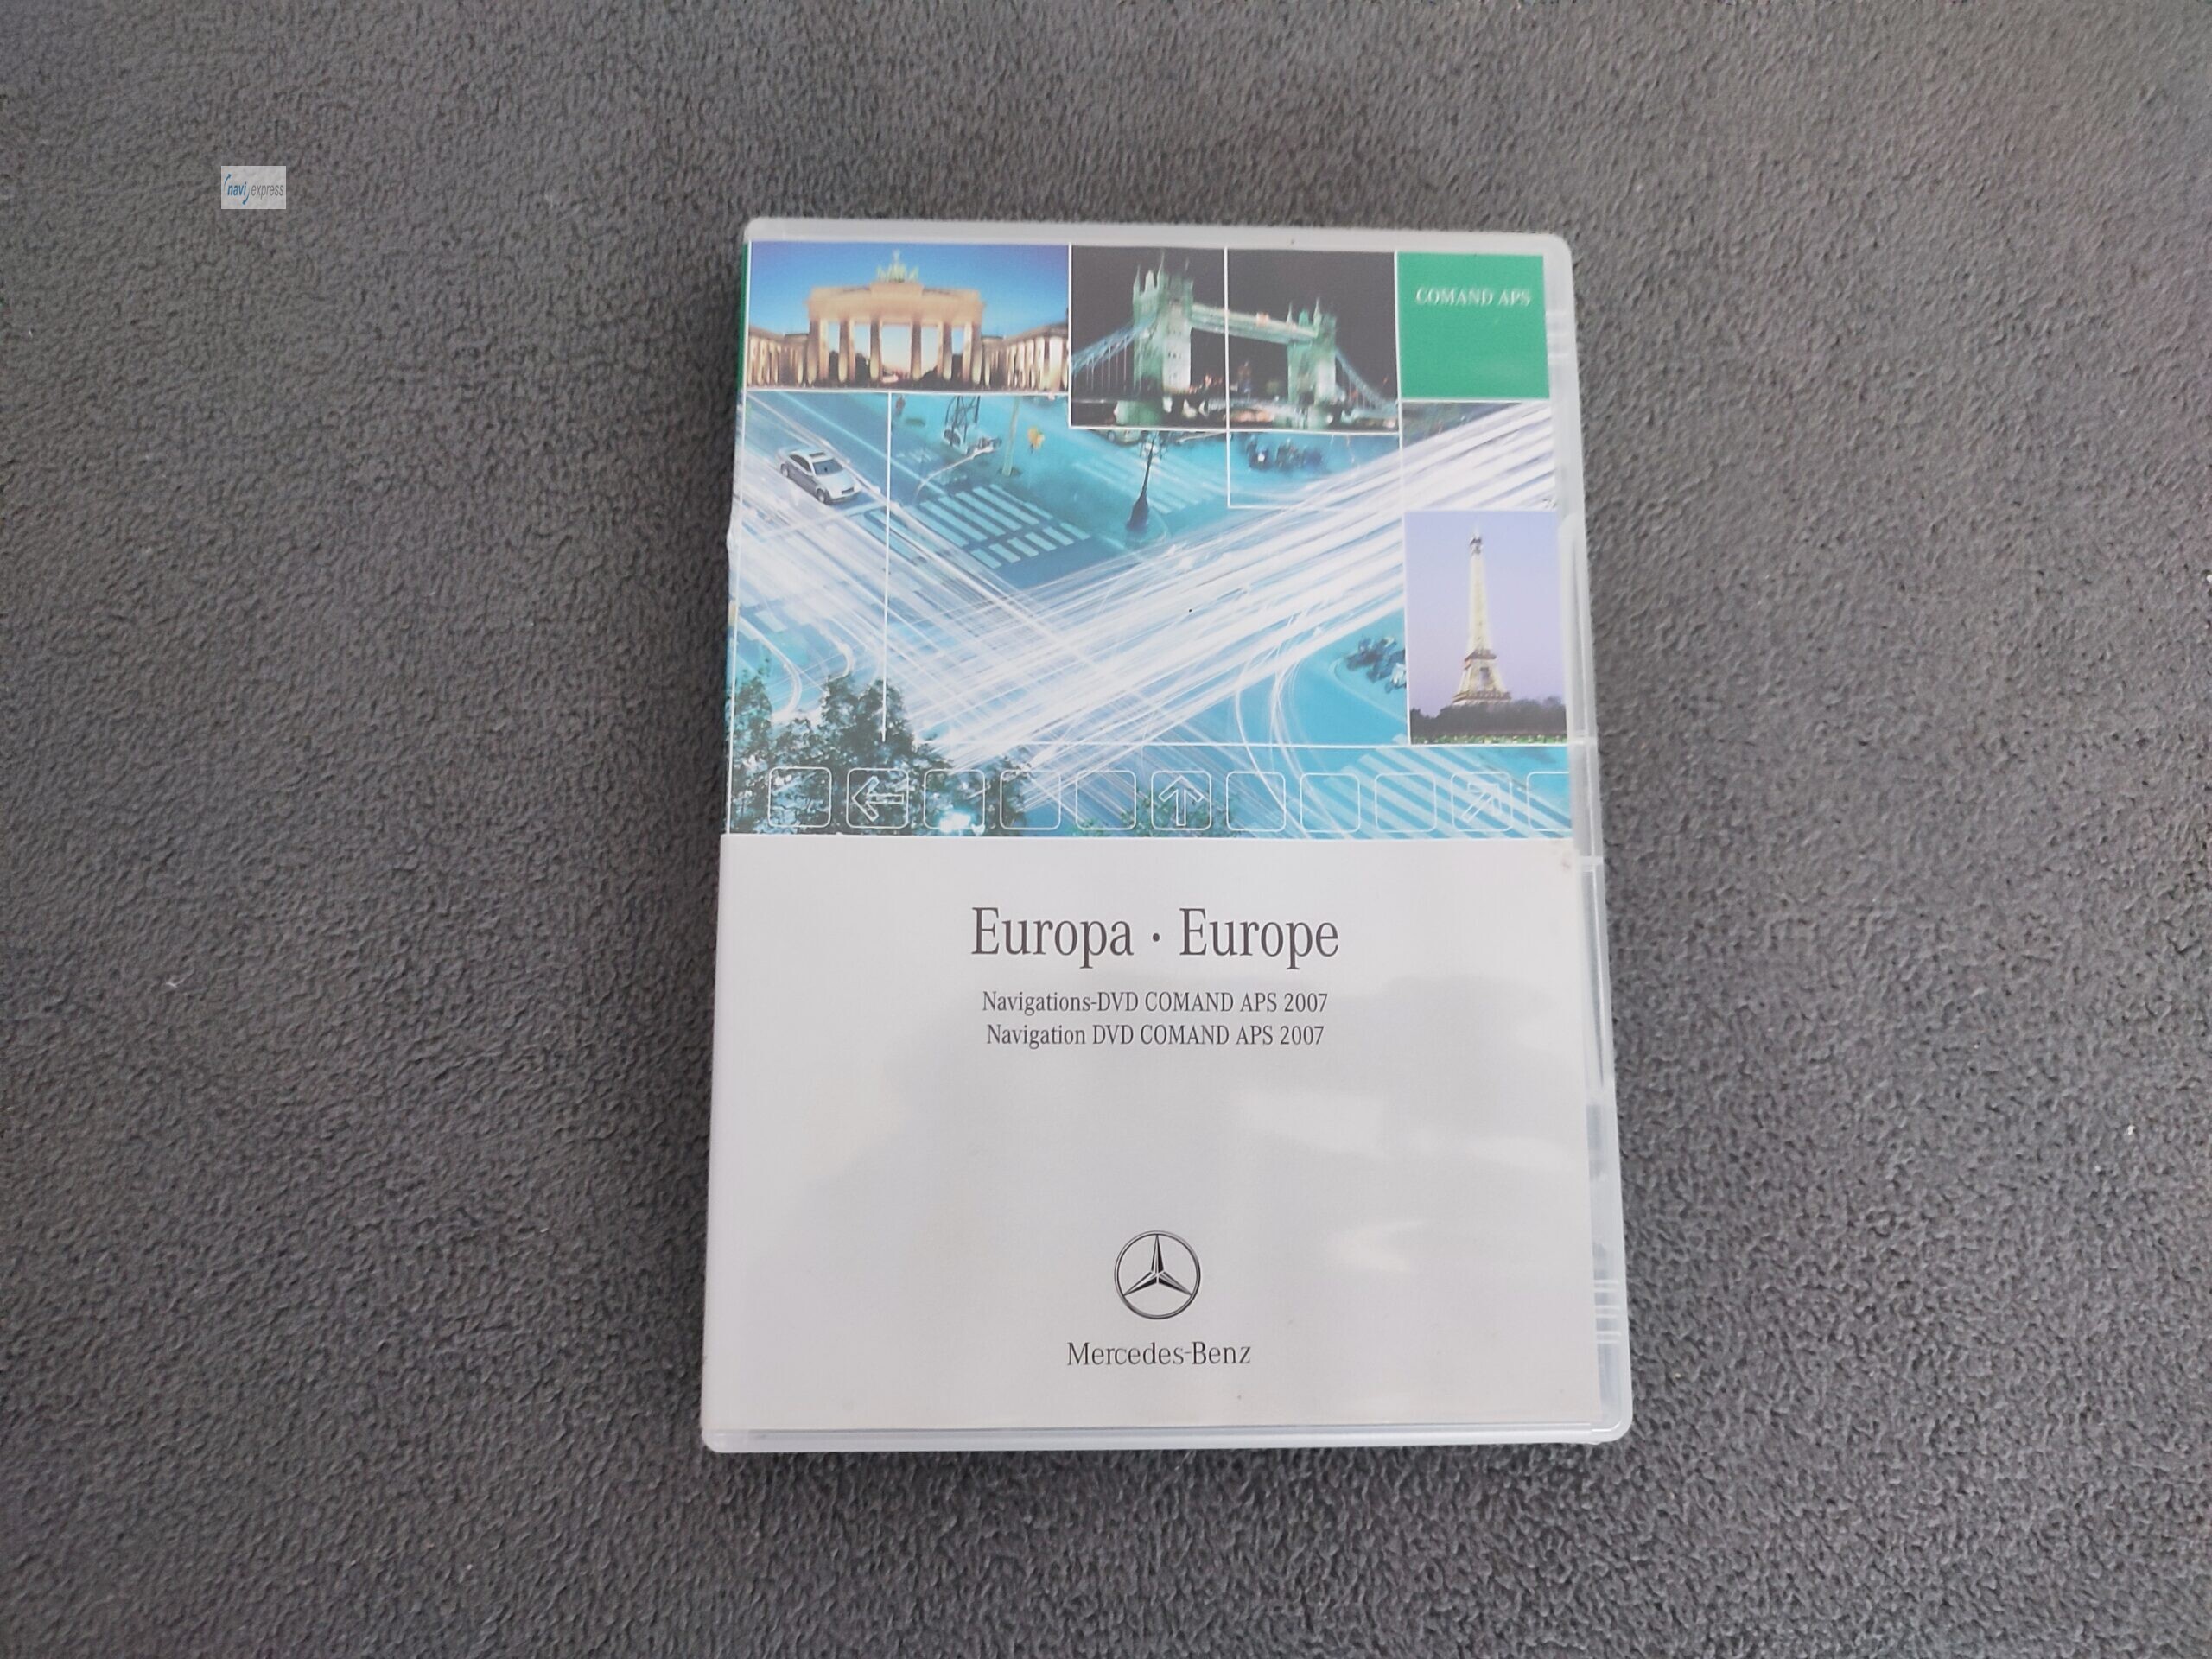 navi express
COMAND APS
Europa · Europe
Navigations-DVD COMAND APS 2007
Navigation DVD COMAND APS 2007
Mercedes-Benz